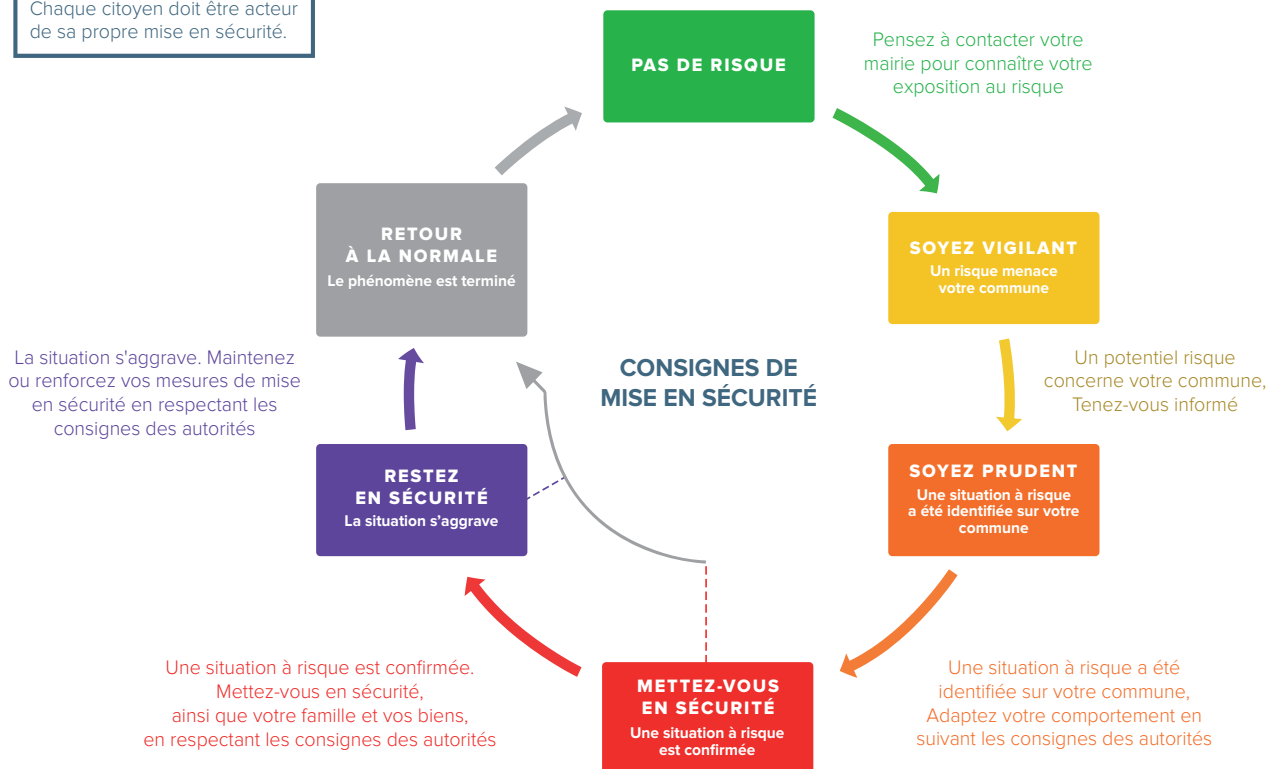 Chaque citoyen doit être acteur
de sa propre mise en sécurité.
PAS DE RISQUE
Pensez à contacter votre
mairie pour connaître votre
exposition au risque
SOYEZ VIGILANT
Un risque menace
votre commune
Un potentiel risque
concerne votre commune,
Tenez-vous informé
SOYEZ PRUDENT
Une situation à risque
a été identifiée sur votre
commune
Une situation à risque a été
identifiée sur votre commune,
Adaptez votre comportement en
suivant les consignes des autorités
METTEZ-VOUS
EN SÉCURITÉ
Une situation à risque
est confirmée
Une situation à risque est confirmée.
Mettez-vous en sécurité,
ainsi que votre famille et vos biens,
en respectant les consignes des autorités
RESTEZ
EN SÉCURITÉ
La situation s’aggrave
La situation s'aggrave. Maintenez
ou renforcez vos mesures de mise
en sécurité en respectant les
consignes des autorités
RETOUR
À LA NORMALE
Le phénomène est terminé
CONSIGNES DE
MISE EN SÉCURITÉ